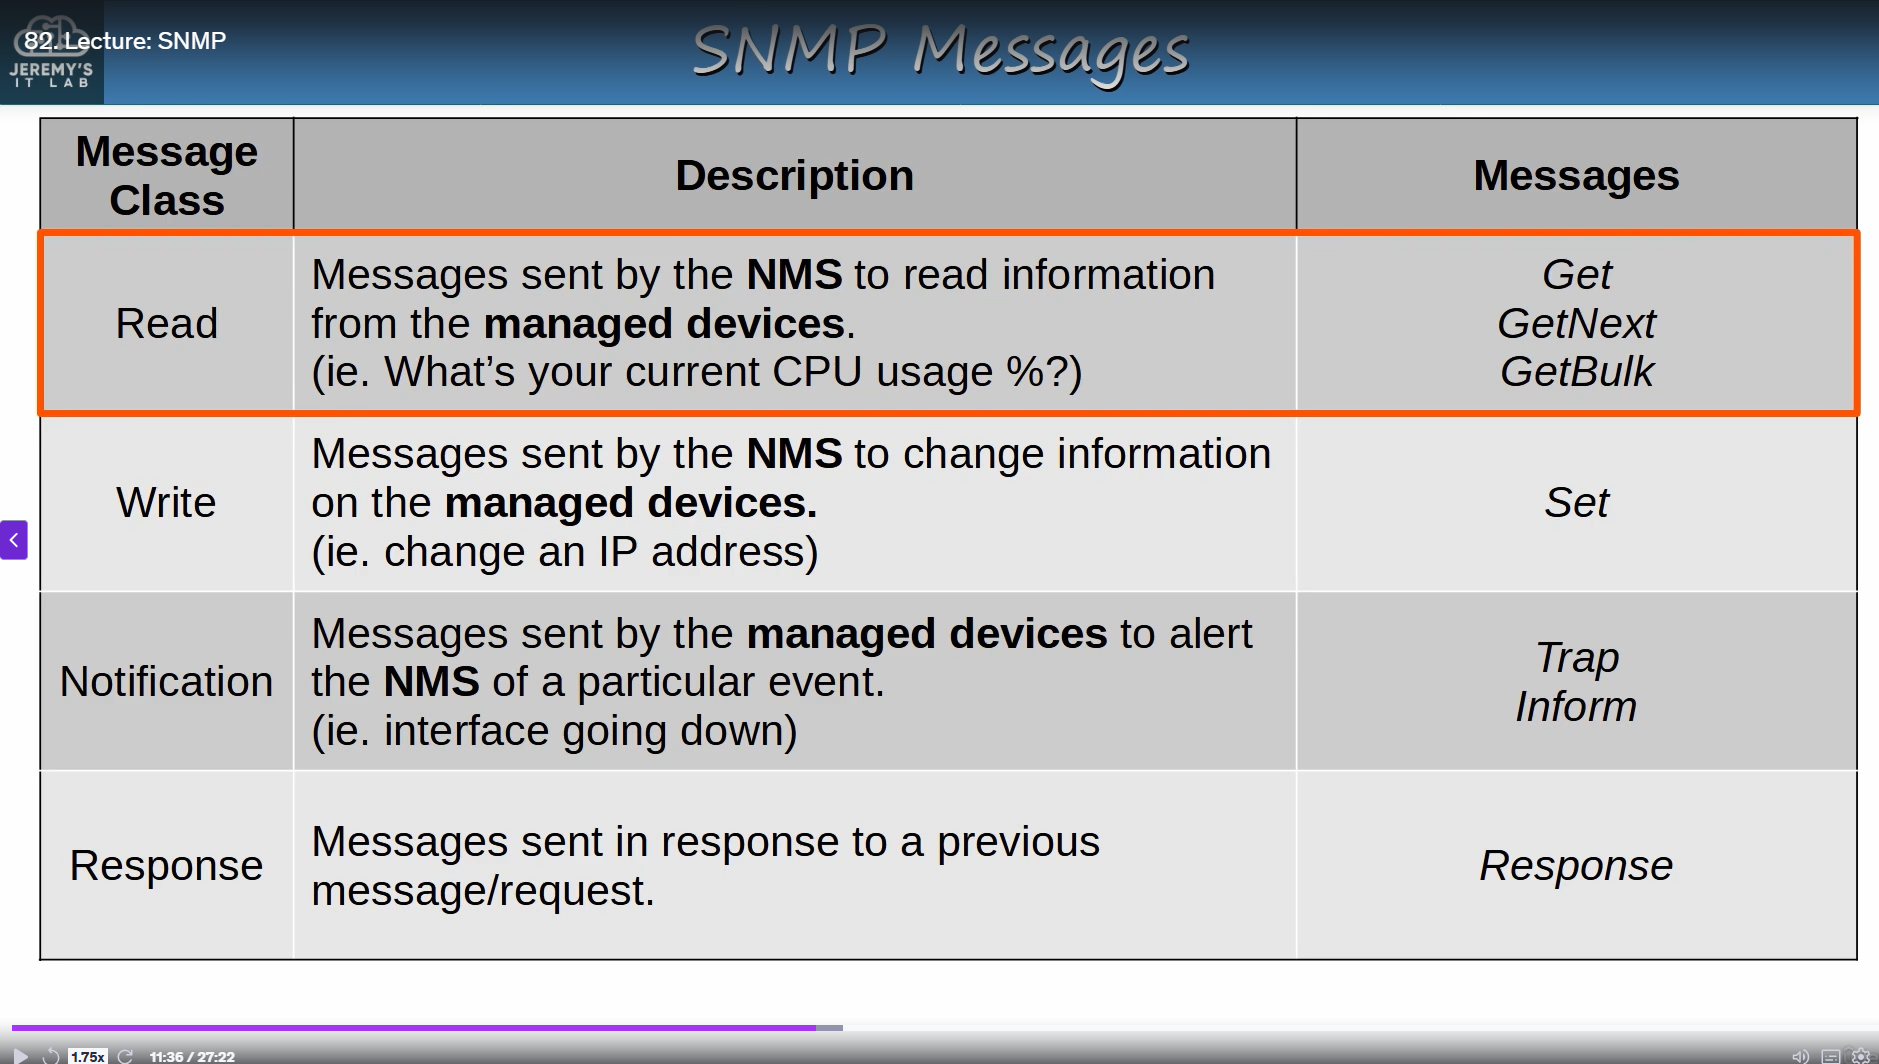 82. Lecture: SNMP
JEREMY'S
IT LAB
SNMP Messages
Message
Class
Description
Messages
Read
Messages sent by the NMS to read information
from the managed devices.
(ie. What’s your current CPU usage %?)
Get
GetNext
GetBulk
Write
Messages sent by the NMS to change information
on the managed devices.
(ie. change an IP address)
Set
Notification
Messages sent by the managed devices to alert
the NMS of a particular event.
(ie. interface going down)
Trap
Inform
Response
Messages sent in response to a previous
message/request.
Response
1.75x
11:36 / 27:22